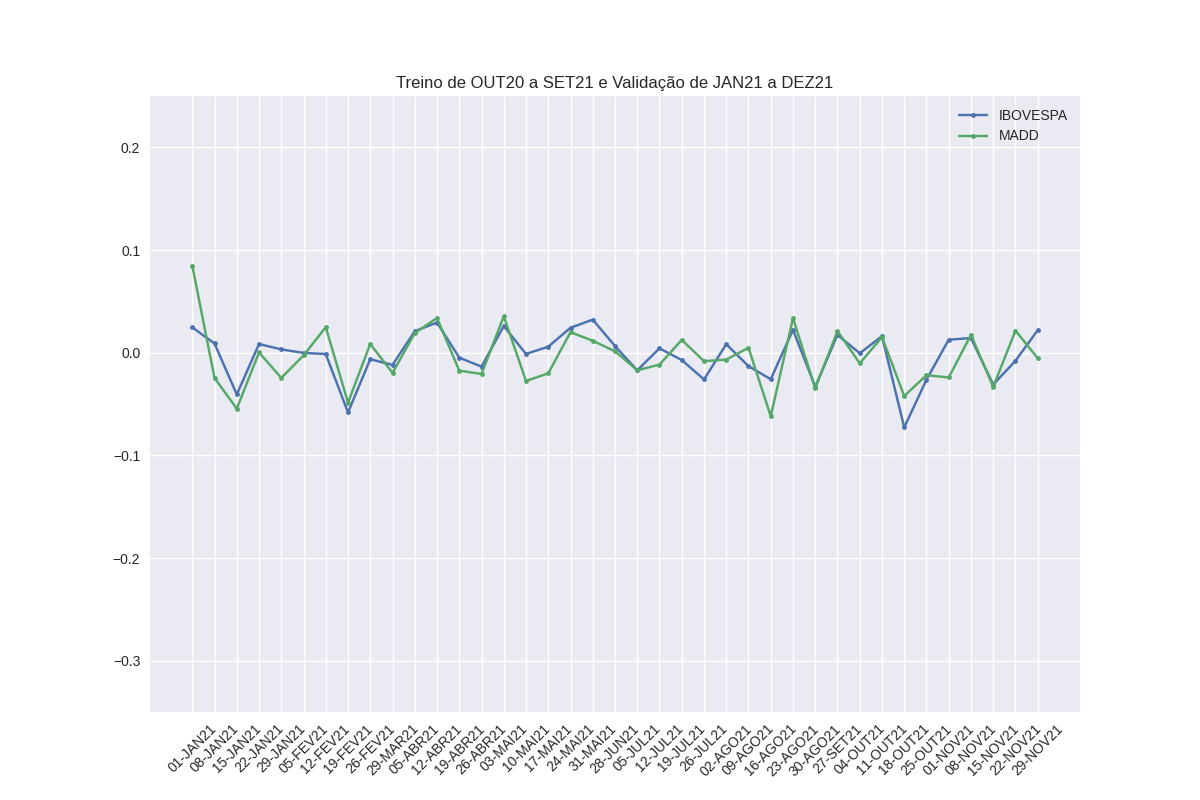 Treino de OUT20 a SET21 e Validação de JAN21 a DEZ21
IBOVESPA
MADD
0.2
0.1
0.0
−0.1
−0.2
−0.3
01-JAN21
08-JAN21
15-JAN21
22-JAN21
29-JAN21
05-FEV21
12-FEV21
19-FEV21
26-FEV21
29-MAR21
05-ABR21
12-ABR21
19-ABR21
26-ABR21
03-MAI21
10-MAI21
17-MAI21
24-MAI21
31-MAI21
28-JUN21
05-JUL21
12-JUL21
19-JUL21
26-JUL21
02-AGO21
09-AGO21
16-AGO21
23-AGO21
30-AGO21
27-SET21
04-OUT21
11-OUT21
18-OUT21
25-OUT21
01-NOV21
08-NOV21
15-NOV21
22-NOV21
29-NOV21